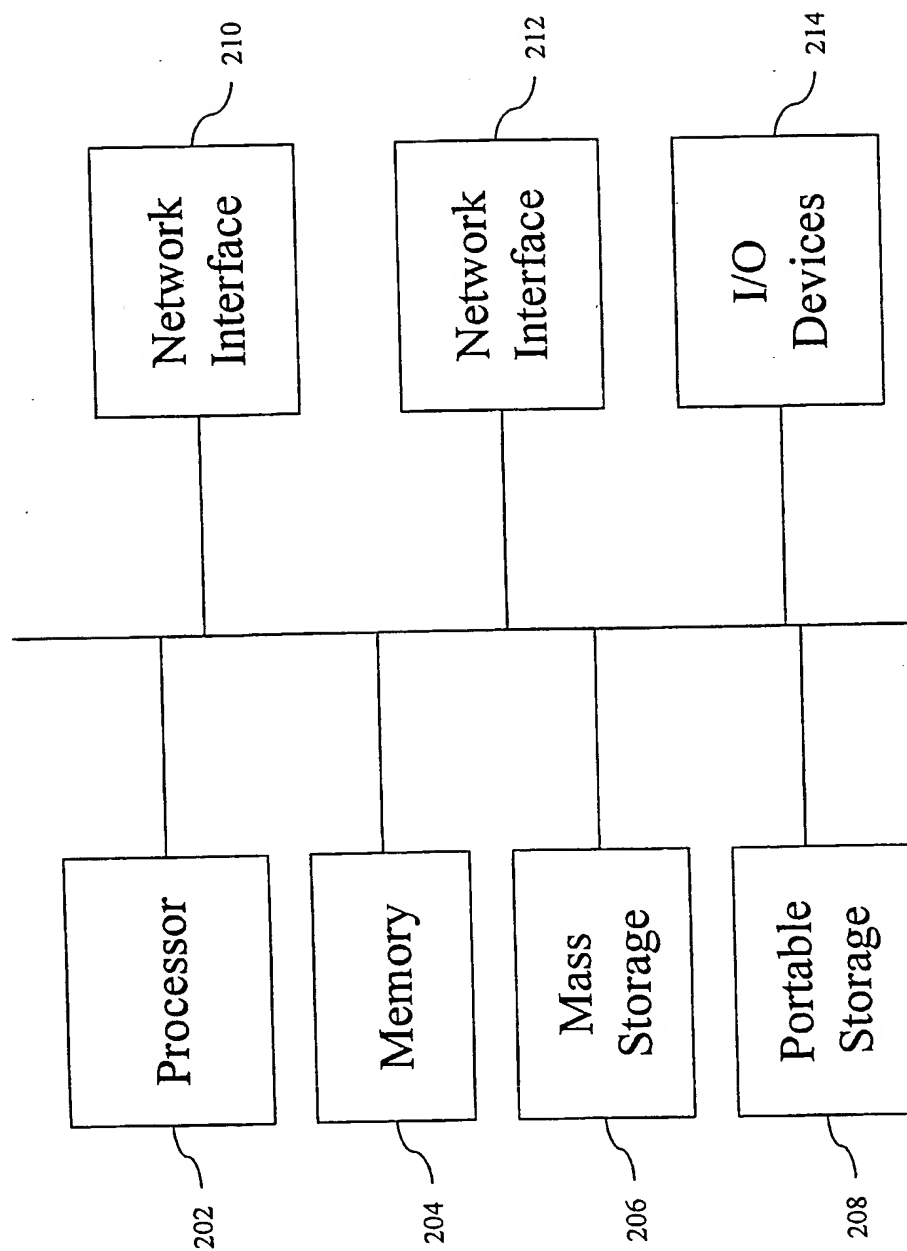 Processor
202
Memory
204
Mass
Storage
206
Portable
Storage
208
Network
Interface
210
Network
Interface
212
I/O
Devices
214